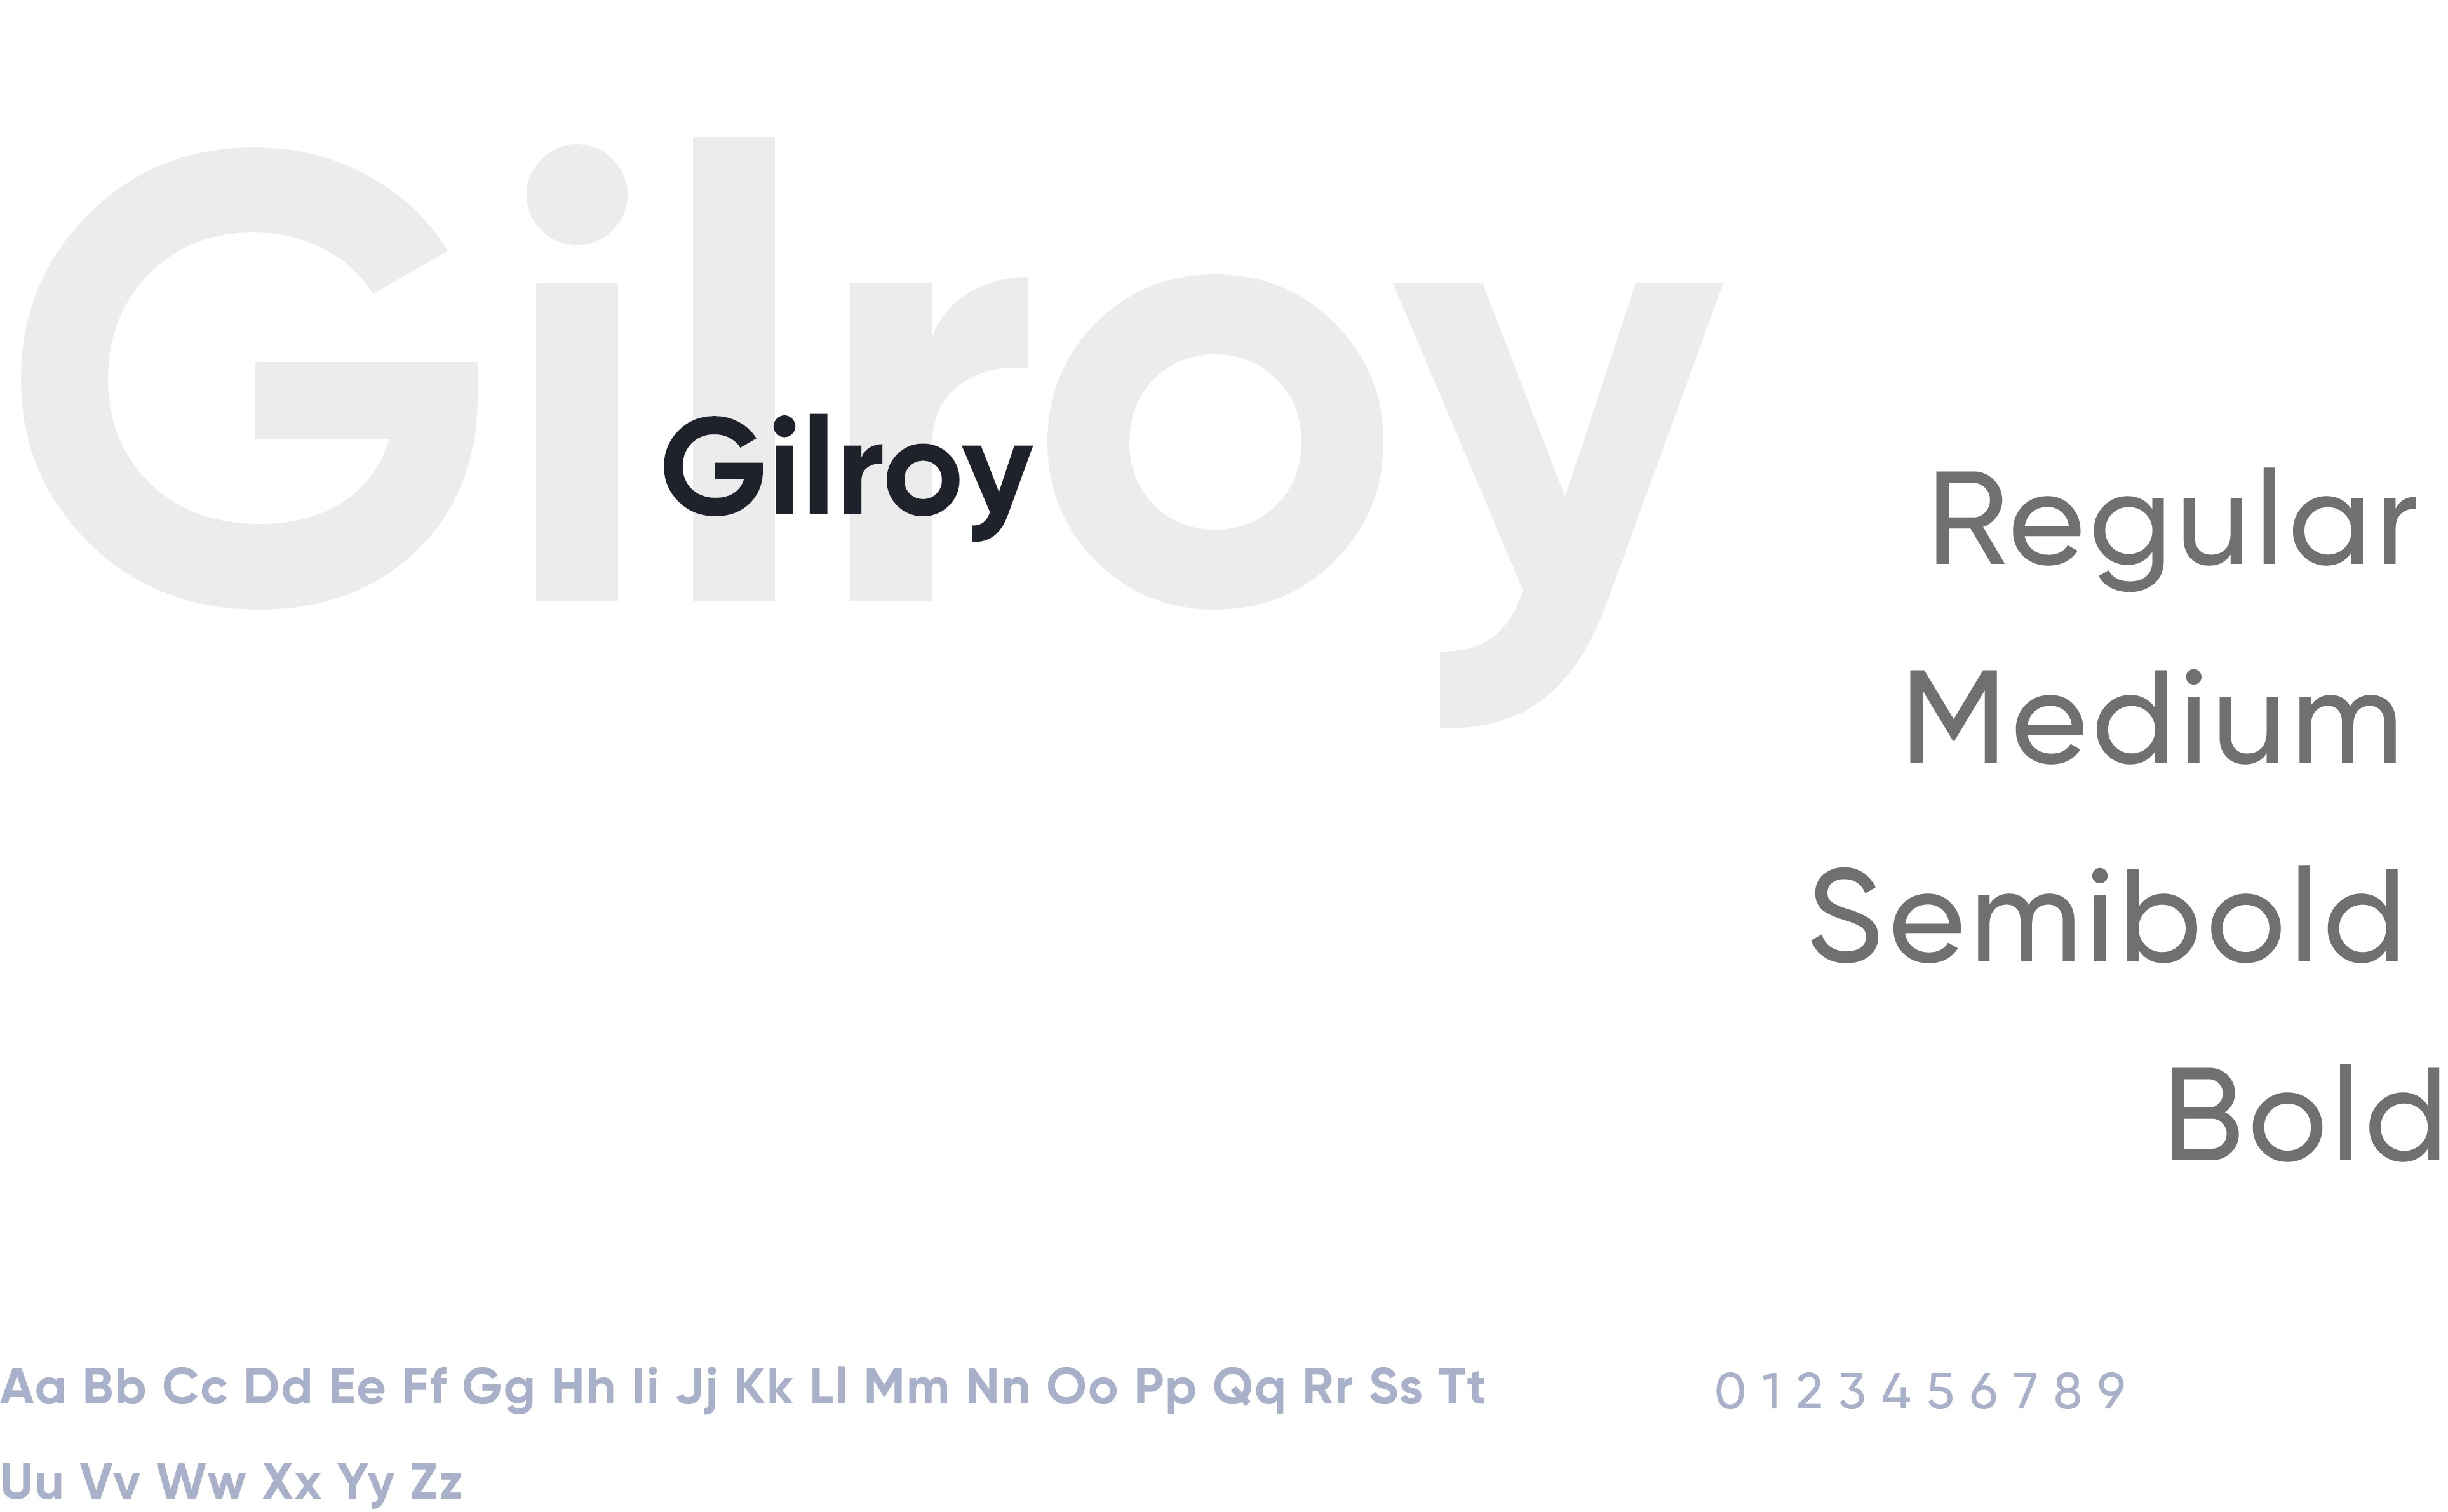 Gilroy
Gilroy
Regular
Medium
Semibold
Bold
Aa Bb Cc Dd Ee Ff Gg Hh Ii Jj Kk Ll Mm Nn Oo Pp Qq Rr Ss Tt
Uu Vv Ww Xx Yy Zz
0 1 2 3 4 5 6 7 8 9